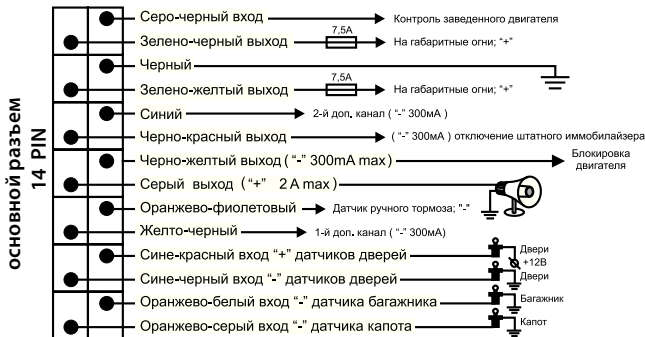 основной разъем
14 PIN
Серо-черный вход
Контроль заведенного двигателя
Зелено-черный выход
7,5А
На габаритные огни; "+"
Черный
Зелено-желтый выход
7,5А
На габаритные огни; "+"
Синий
2-й доп. канал ( "-" 300мА )
Черно-красный выход
( "-" 300мА ) отключение штатного иммобилайзера
Черно-желтый выход ( "-" 300mA max)
Блокировка
двигателя
Серый выход ("+" 2 A max)
Оранжево-фиолетовый
Датчик ручного тормоза; "-"
Желто-черный
1-й доп. канал ( "-" 300мА)
Сине-красный вход "+" датчиков дверей
Двери
+12В
Сине-черный вход "-" датчиков дверей
Двери
Оранжево-белый вход "-" датчика багажника
Багажник
Оранжево-серый вход "-" датчика капота
Капот